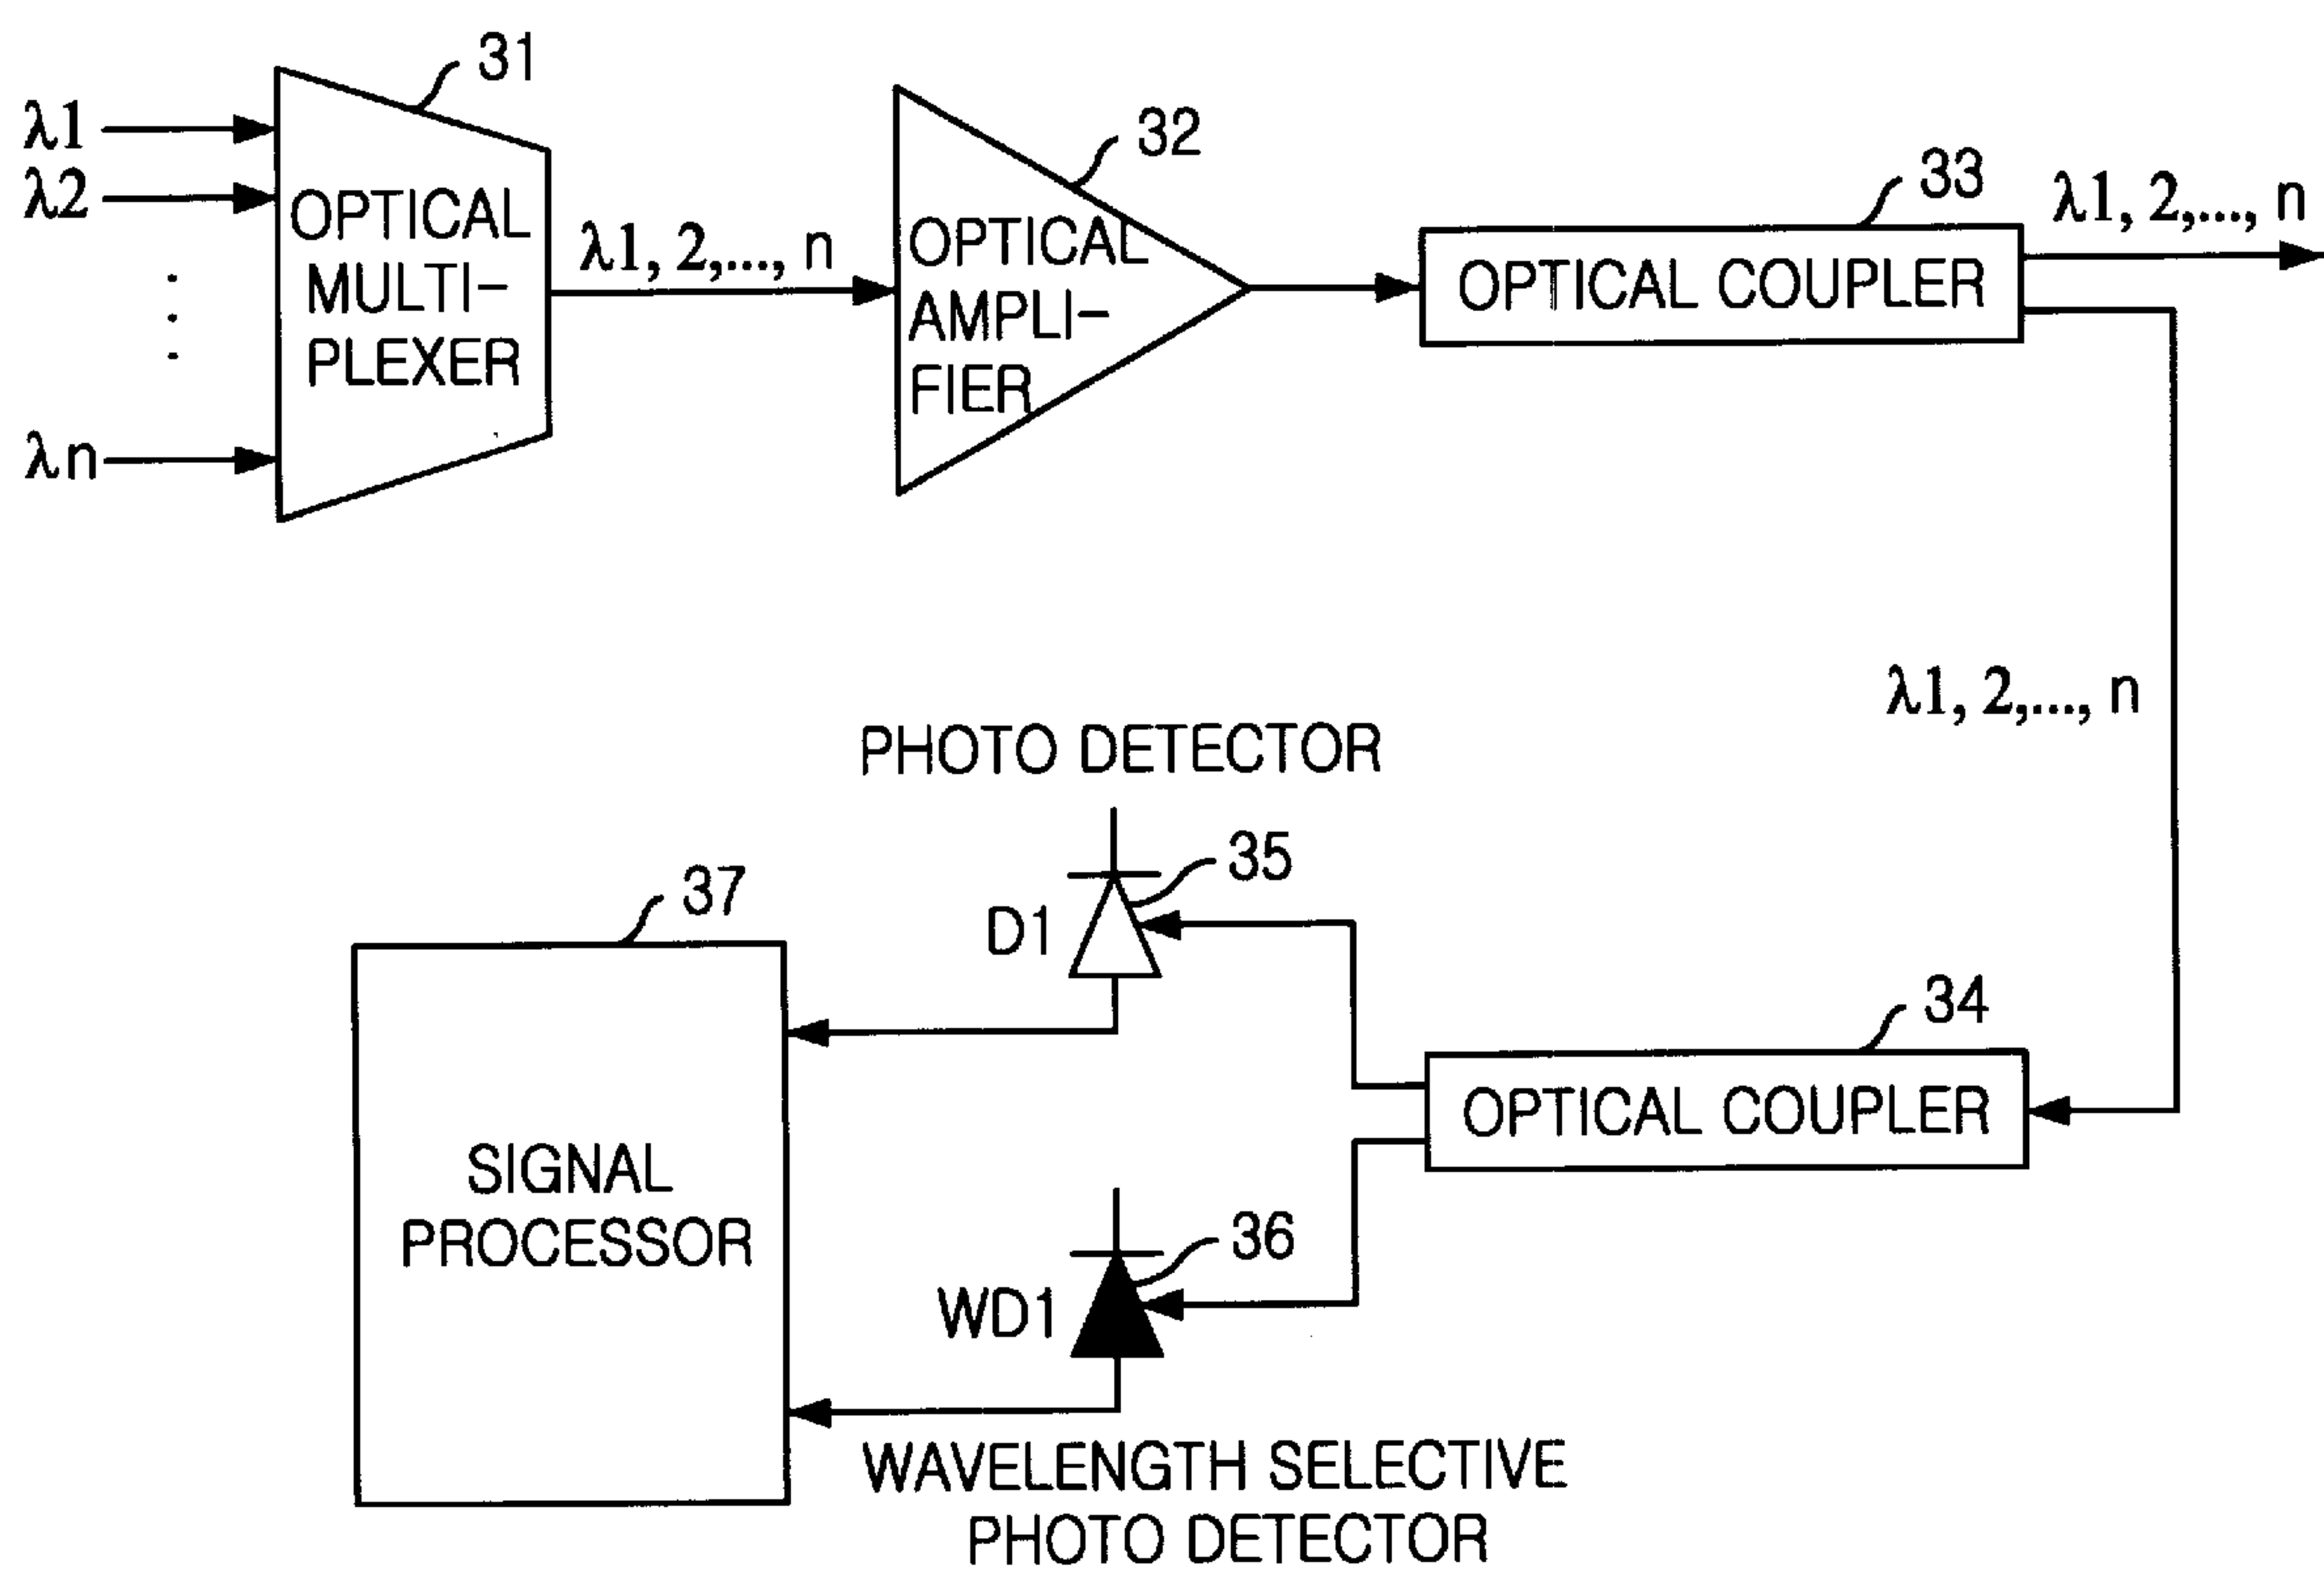 31
λ1
λ2
⋮
λn
OPTICAL
MULTI-
PLEXER
λ1, 2,..., n
32
OPTICAL
AMPLI-
FIER
33
OPTICAL COUPLER
λ1, 2,..., n
λ1, 2,..., n
PHOTO DETECTOR
35
D1
37
SIGNAL
PROCESSOR
34
OPTICAL COUPLER
36
WD1
WAVELENGTH SELECTIVE
PHOTO DETECTOR